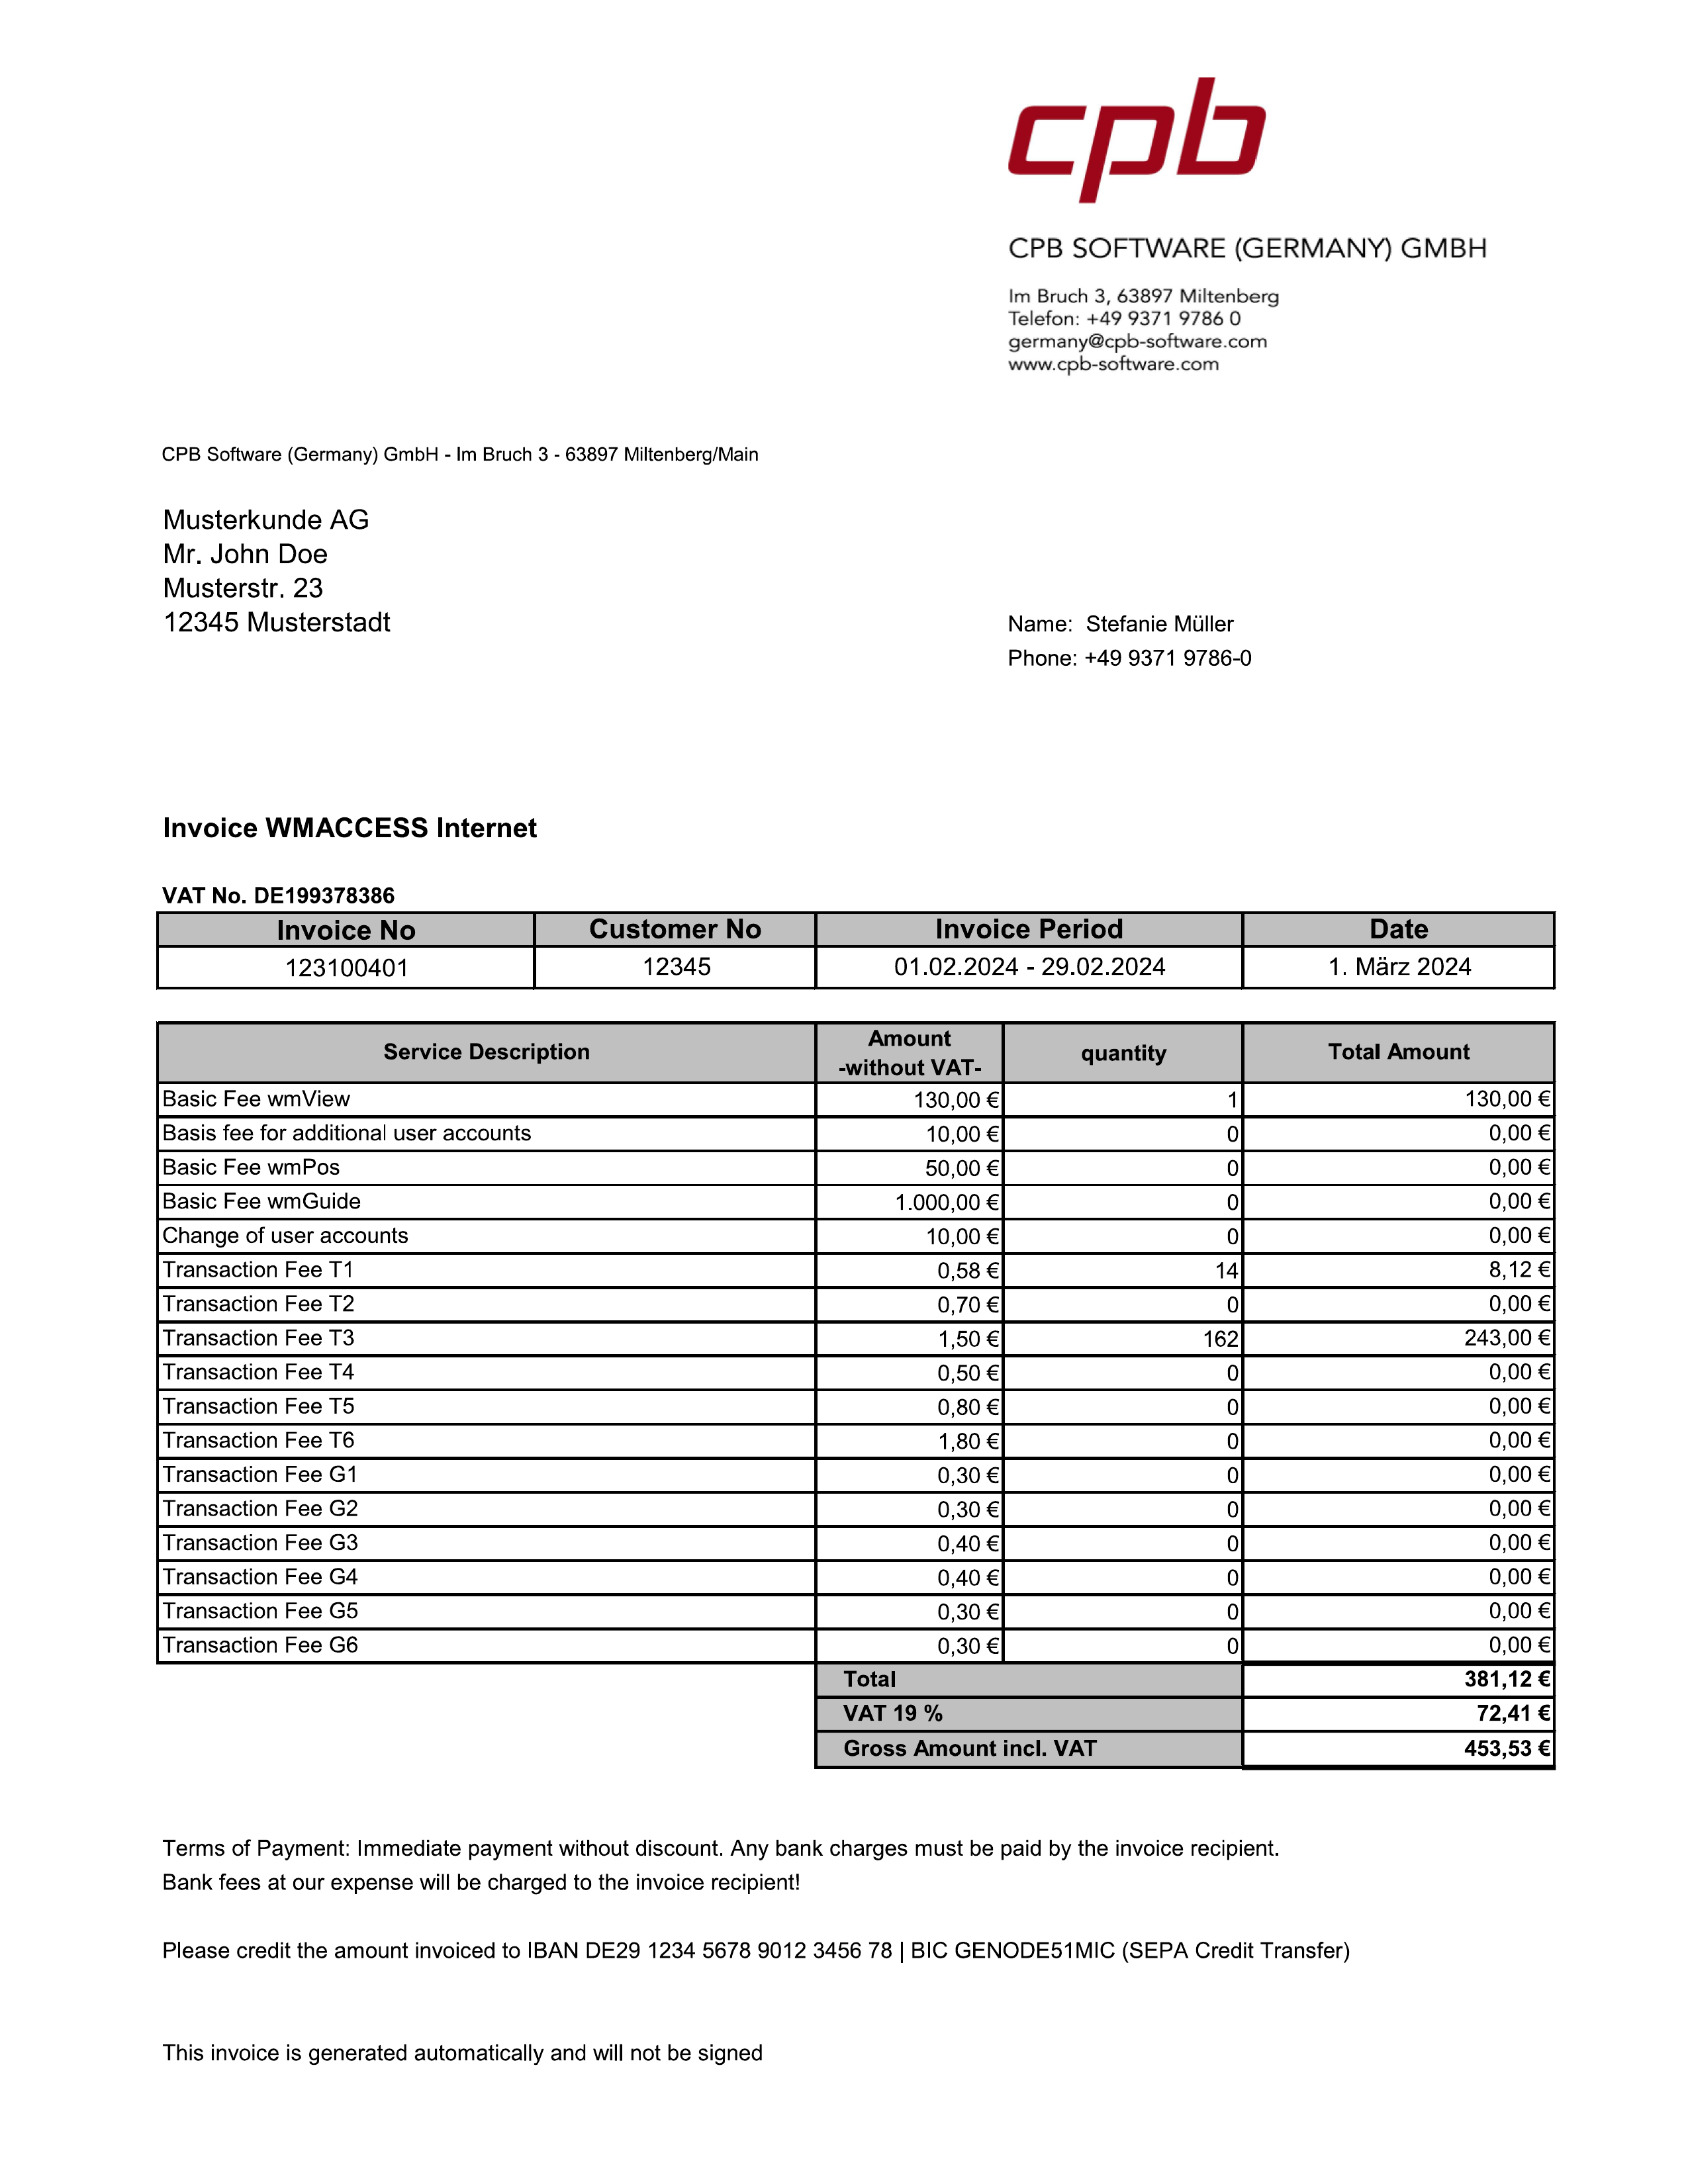 cpb
CPB SOFTWARE (GERMANY) GMBH
Im Bruch 3, 63897 Miltenberg
Telefon: +49 9371 9786 0
germany@cpb-software.com
www.cpb-software.com
CPB Software (Germany) GmbH - Im Bruch 3 - 63897 Miltenberg/Main
Musterkunde AG
Mr. John Doe
Musterstr. 23
12345 Musterstadt
Name: Stefanie Müller
Phone: +49 9371 9786-0
Invoice WMACCESS Internet
VAT No. DE199378386
Invoice No Customer No Invoice Period Date
123100401 12345 01.02.2024 - 29.02.2024 1. März 2024
Service Description Amount -without VAT- quantity Total Amount
Basic Fee wmView 130,00 € 1 130,00 €
Basis fee for additional user accounts 10,00 € 0 0,00 €
Basic Fee wmPos 50,00 € 0 0,00 €
Basic Fee wmGuide 1.000,00 € 0 0,00 €
Change of user accounts 10,00 € 0 0,00 €
Transaction Fee T1 0,58 € 14 8,12 €
Transaction Fee T2 0,70 € 0 0,00 €
Transaction Fee T3 1,50 € 162 243,00 €
Transaction Fee T4 0,50 € 0 0,00 €
Transaction Fee T5 0,80 € 0 0,00 €
Transaction Fee T6 1,80 € 0 0,00 €
Transaction Fee G1 0,30 € 0 0,00 €
Transaction Fee G2 0,30 € 0 0,00 €
Transaction Fee G3 0,40 € 0 0,00 €
Transaction Fee G4 0,40 € 0 0,00 €
Transaction Fee G5 0,30 € 0 0,00 €
Transaction Fee G6 0,30 € 0 0,00 €
Total 381,12 €
VAT 19 % 72,41 €
Gross Amount incl. VAT 453,53 €
Terms of Payment: Immediate payment without discount. Any bank charges must be paid by the invoice recipient.
Bank fees at our expense will be charged to the invoice recipient!
Please credit the amount invoiced to IBAN DE29 1234 5678 9012 3456 78 | BIC GENODE51MIC (SEPA Credit Transfer)
This invoice is generated automatically and will not be signed